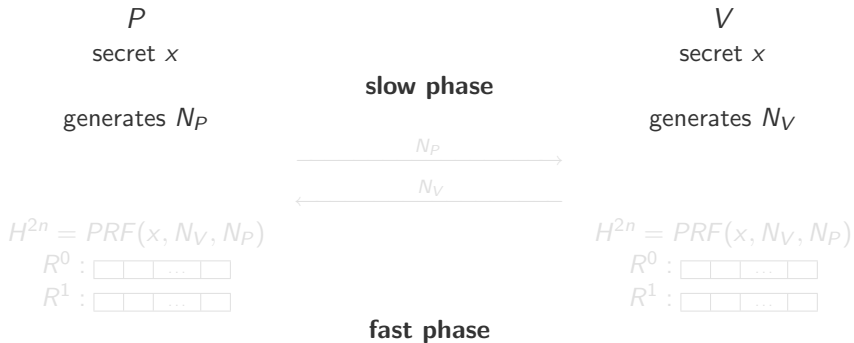 P V
secret x secret x
slow phase
generates N_P generates N_V
N_P
N_V
H^{2n} = PRF(x, N_V, N_P) H^{2n} = PRF(x, N_V, N_P)
R^0 : ... R^0 : ...
R^1 : ... R^1 : ...
fast phase